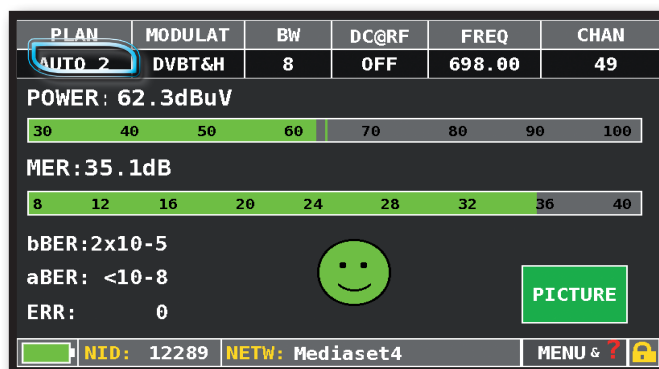 PLAN MODULAT BW DC@RF FREQ CHAN
AUTO 2 DVBT&H 8 OFF 698.00 49
POWER: 62.3dBuV
30 40 50 60 70 80 90 100
MER:35.1dB
8 12 16 20 24 28 32 36 40
bBER:2x10-5
aBER: <10-8
PICTURE
ERR: 0
NID: 12289 NETW: Mediaset4 MENU & ?